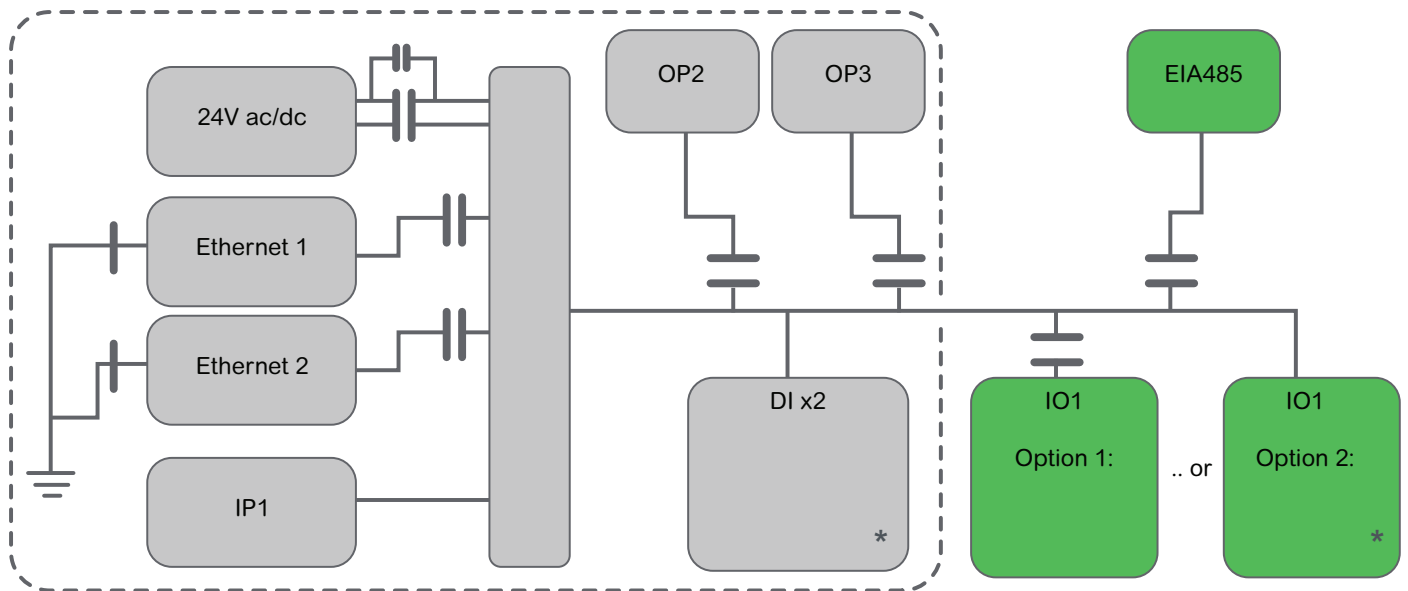 OP2
OP3
EIA485
24V ac/dc
Ethernet 1
Ethernet 2
IP1
DI x2
*
IO1
Option 1:
.. or
IO1
Option 2:
*